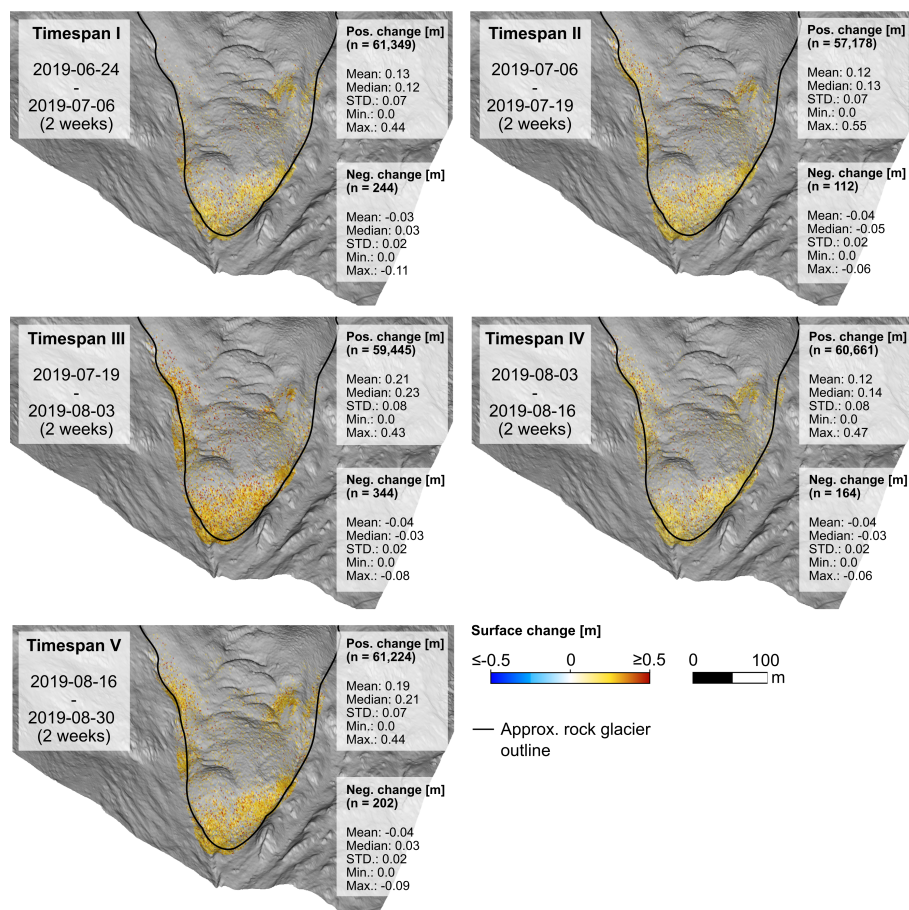 Timespan I
2019-06-24
-
2019-07-06
(2 weeks)
Pos. change [m]
(n = 61,349)
Mean: 0.13
Median: 0.12
STD.: 0.07
Min.: 0.0
Max.: 0.44
Neg. change [m]
(n = 244)
Mean: -0.03
Median: 0.03
STD.: 0.02
Min.: 0.0
Max.: -0.11
Timespan II
2019-07-06
-
2019-07-19
(2 weeks)
Pos. change [m]
(n = 57,178)
Mean: 0.12
Median: 0.13
STD.: 0.07
Min.: 0.0
Max.: 0.55
Neg. change [m]
(n = 112)
Mean: -0.04
Median: -0.05
STD.: 0.02
Min.: 0.0
Max.: -0.06
Timespan III
2019-07-19
-
2019-08-03
(2 weeks)
Pos. change [m]
(n = 59,445)
Mean: 0.21
Median: 0.23
STD.: 0.08
Min.: 0.0
Max.: 0.43
Neg. change [m]
(n = 344)
Mean: -0.04
Median: -0.03
STD.: 0.02
Min.: 0.0
Max.: -0.08
Timespan IV
2019-08-03
-
2019-08-16
(2 weeks)
Pos. change [m]
(n = 60,661)
Mean: 0.12
Median: 0.14
STD.: 0.08
Min.: 0.0
Max.: 0.47
Neg. change [m]
(n = 164)
Mean: -0.04
Median: -0.03
STD.: 0.02
Min.: 0.0
Max.: -0.06
Timespan V
2019-08-16
-
2019-08-30
(2 weeks)
Pos. change [m]
(n = 61,224)
Mean: 0.19
Median: 0.21
STD.: 0.07
Min.: 0.0
Max.: 0.44
Neg. change [m]
(n = 202)
Mean: -0.04
Median: 0.03
STD.: 0.02
Min.: 0.0
Max.: -0.09
Surface change [m]
≤-0.5 0 ≥0.5
0 100
m
Approx. rock glacier
outline